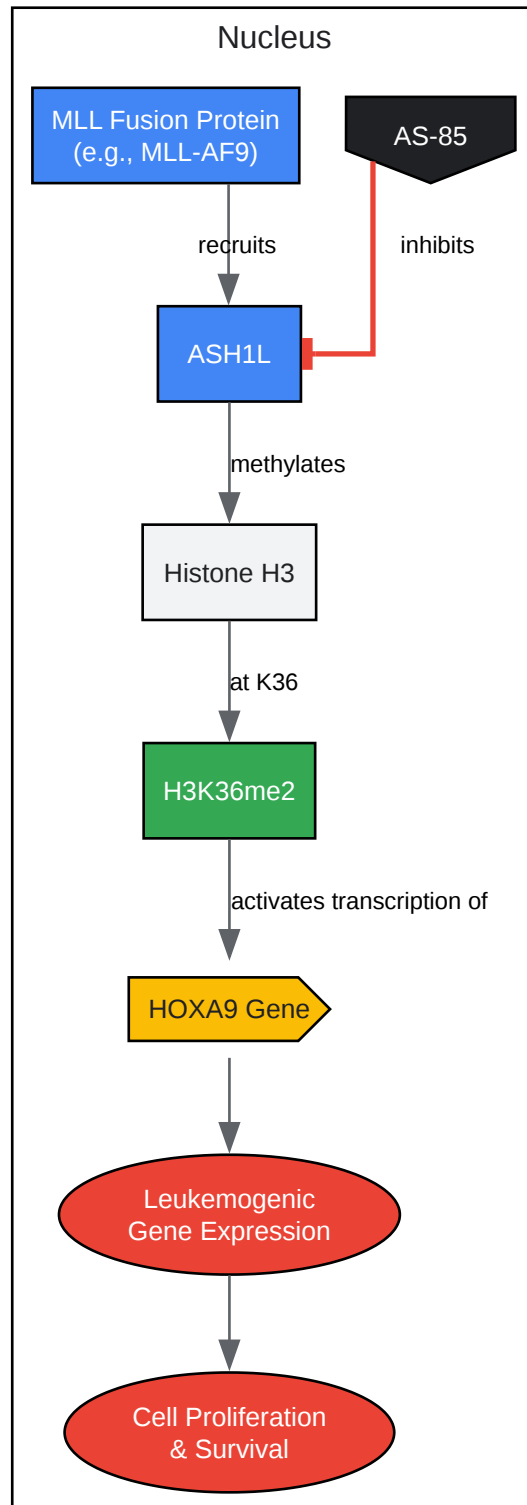 Nucleus
MLL Fusion Protein
(e.g., MLL-AF9)
AS-85
recruits
inhibits
ASH1L
methylates
Histone H3
at K36
H3K36me2
activates transcription of
HOXA9 Gene
Leukemogenic
Gene Expression
Cell Proliferation
& Survival